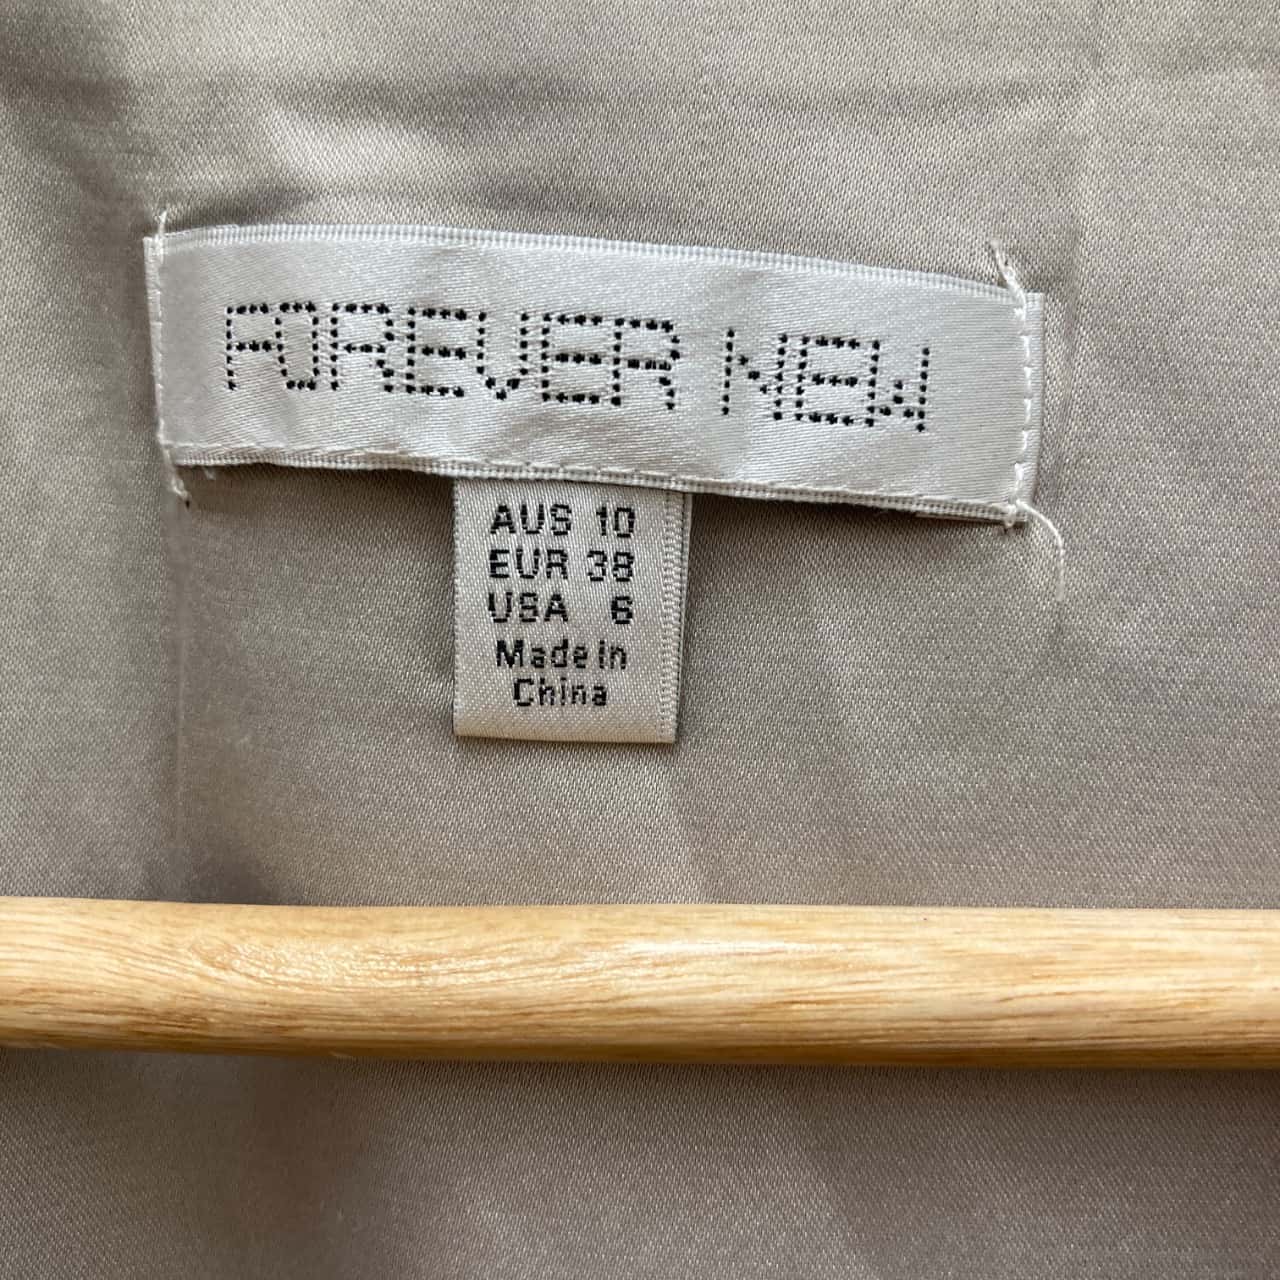 FOREVER NEW
AUS 10
EUR 38
USA 6
Made in
China